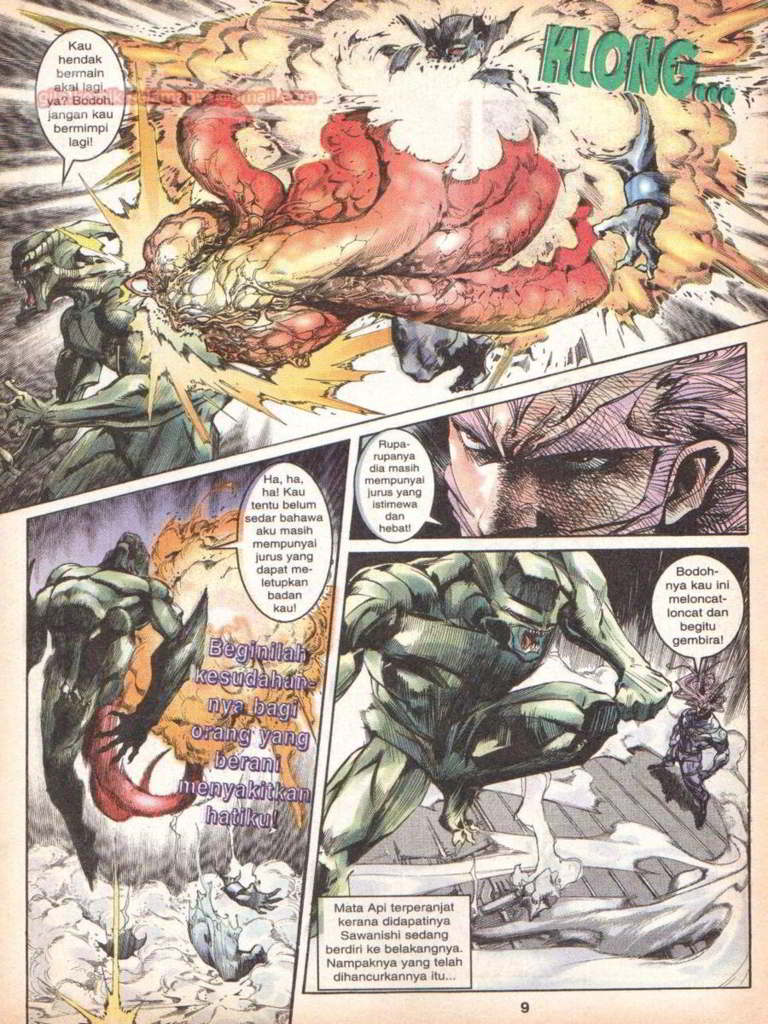 Kau
hendak
bermain
akal lagi,
ya? Bodoh,
jangan kau
bermimpi
lagi!
KLONG...
Rupa-
rupanya
dia masih
mempunyai
jurus yang
istimewa
dan
hebat!
Ha, ha,
ha! Kau
tentu belum
sedar bahawa
aku masih
mempunyai
jurus yang
dapat me-
letupkan
badan
kau!
Beginilah
kesudahan-
nya bagi
orang yang
berani
menyakitkan
hatiku!
Bodoh-
nya kau ini
meloncat-
loncat dan
begitu
gembira!
Mata Api terperanjat
kerana didapatinya
Sawanishi sedang
berdiri ke belakangnya.
Nampaknya yang telah
dihancurkannya itu...
9